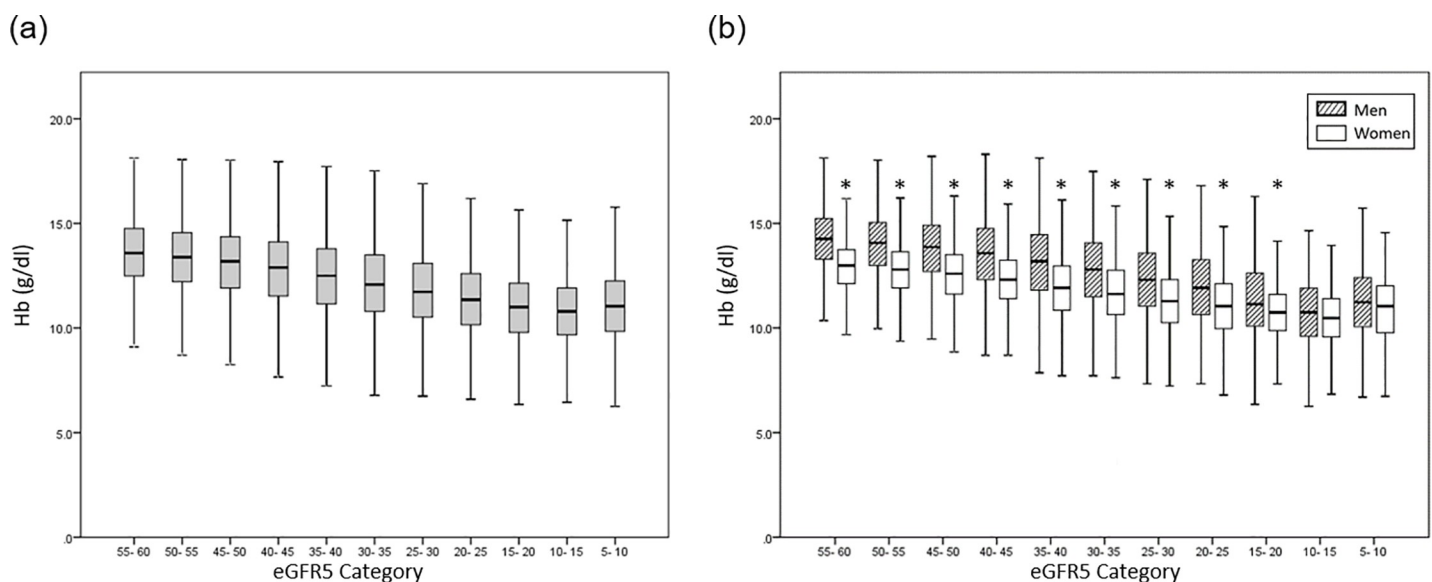 (a)
20.0
15.0
10.0
5.0
.0
Hb (g/dl)
55- 60 50- 55 45- 50 40- 45 35- 40 30- 35 25- 30 20- 25 15- 20 10- 15 5- 10
eGFR5 Category
(b)
Men
Women
20.0
15.0
10.0
5.0
.0
Hb (g/dl)
* * * * * * * * *
55- 60 50- 55 45- 50 40- 45 35- 40 30- 35 25- 30 20- 25 15- 20 10- 15 5- 10
eGFR5 Category